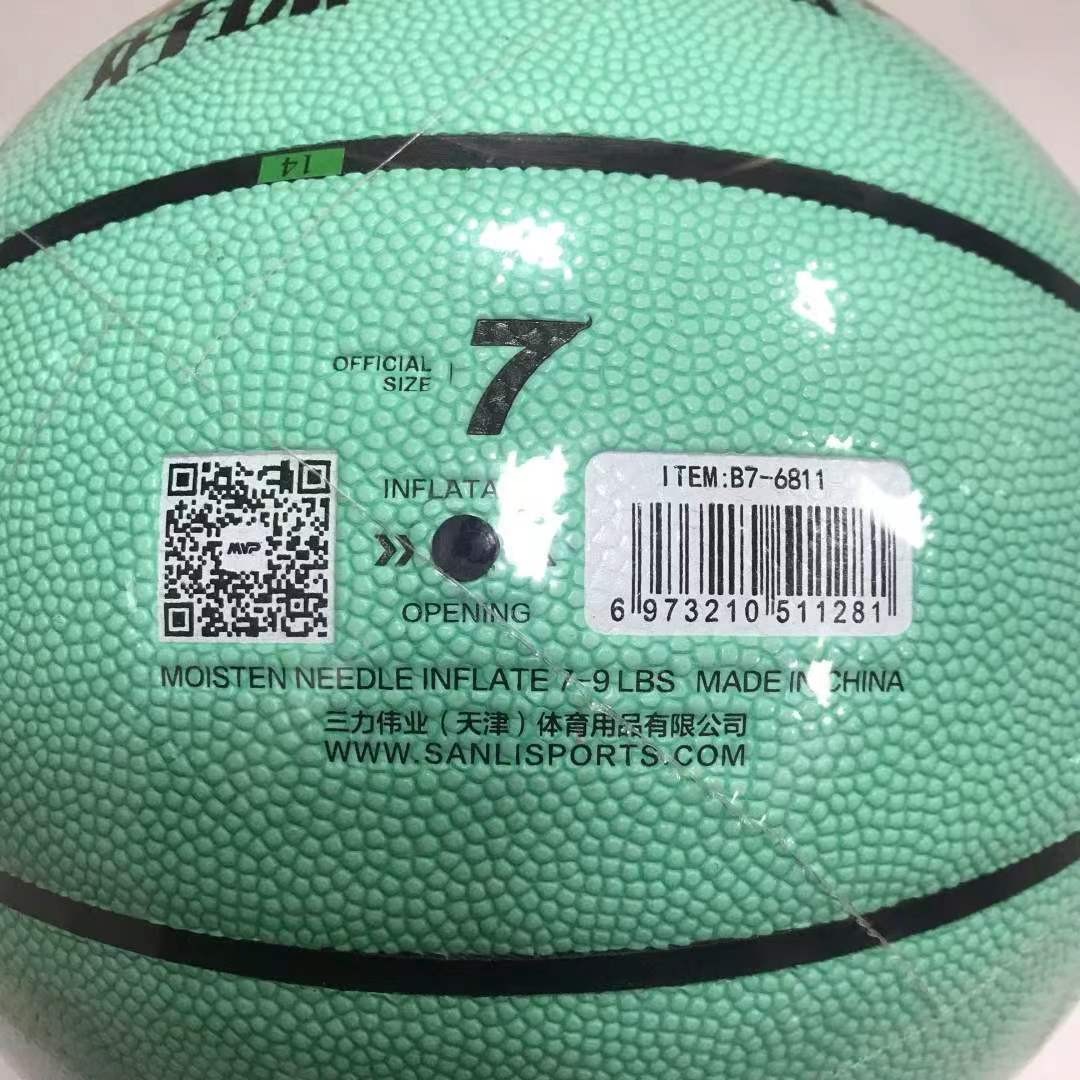 14
OFFICIAL
SIZE
7
MVP
OPENING
ITEM:B7-6811
6 973210 511281
MOISTEN NEEDLE INFLATE 7-9 LBS MADE IN CHINA
三力伟业（天津）体育用品有限公司
WWW.SANLISPORTS.COM